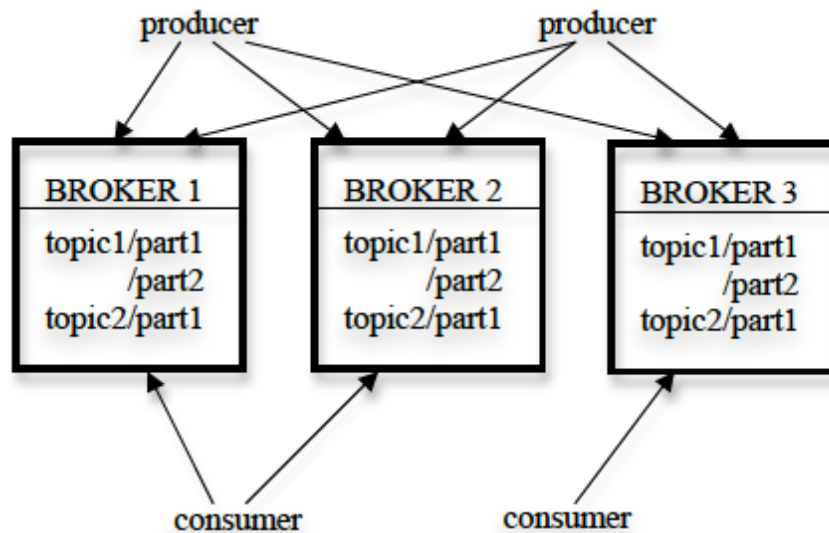 producer producer
BROKER 1 BROKER 2 BROKER 3
topic1/part1 topic1/part1 topic1/part1
/part2 /part2 /part2
topic2/part1 topic2/part1 topic2/part1
consumer consumer